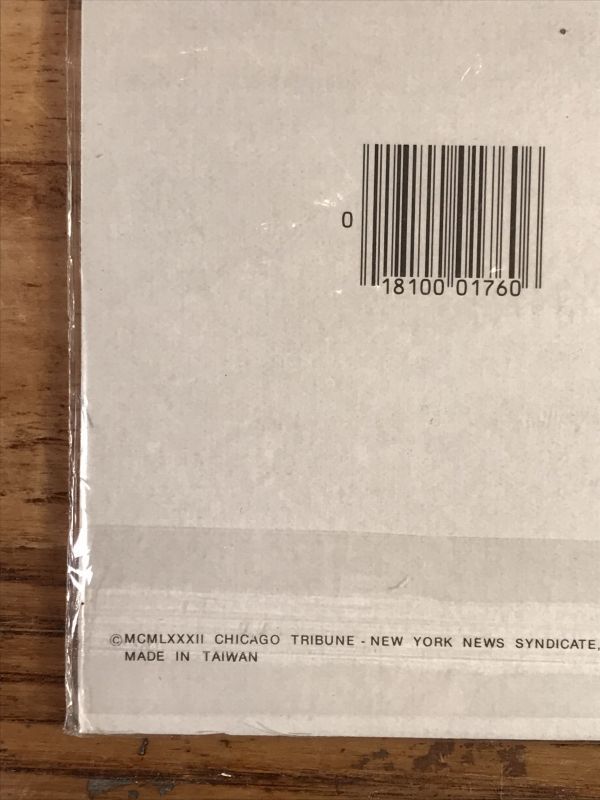 0
18100 01760
©MCMLXXXII CHICAGO TRIBUNE - NEW YORK NEWS SYNDICATE,
MADE IN TAIWAN